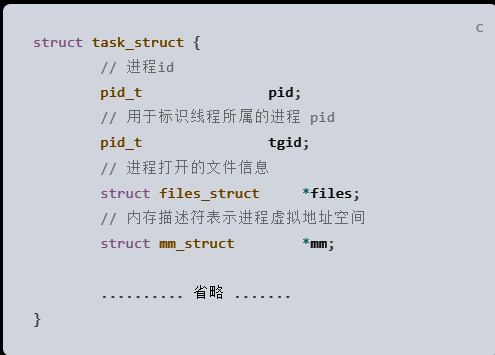 c
struct task_struct {
// 进程id
pid_t pid;
// 用于标识线程所属的进程 pid
pid_t tgid;
// 进程打开的文件信息
struct files_struct *files;
// 内存描述符表示进程虚拟地址空间
struct mm_struct *mm;
.......... 省略 .......
}